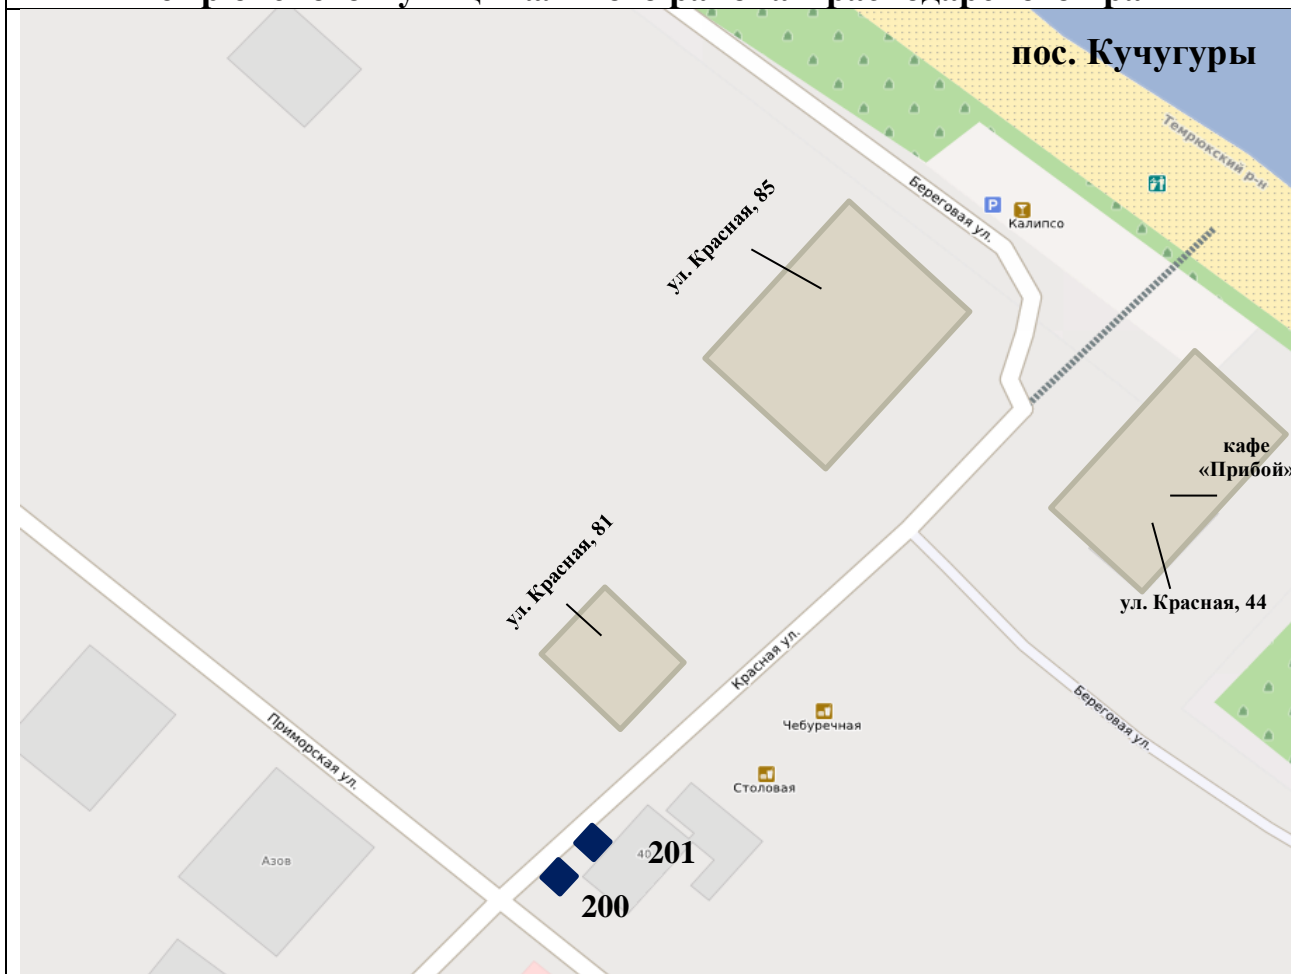 пос. Кучугуры
Темрюкский р-н
Береговая ул.
P
Калипсо
ул. Красная, 85
кафе
«Прибой»
ул. Красная, 81
ул. Красная, 44
Красная ул.
Береговая ул.
Чебуречная
Приморская ул.
Столовая
Азов
40
201
200